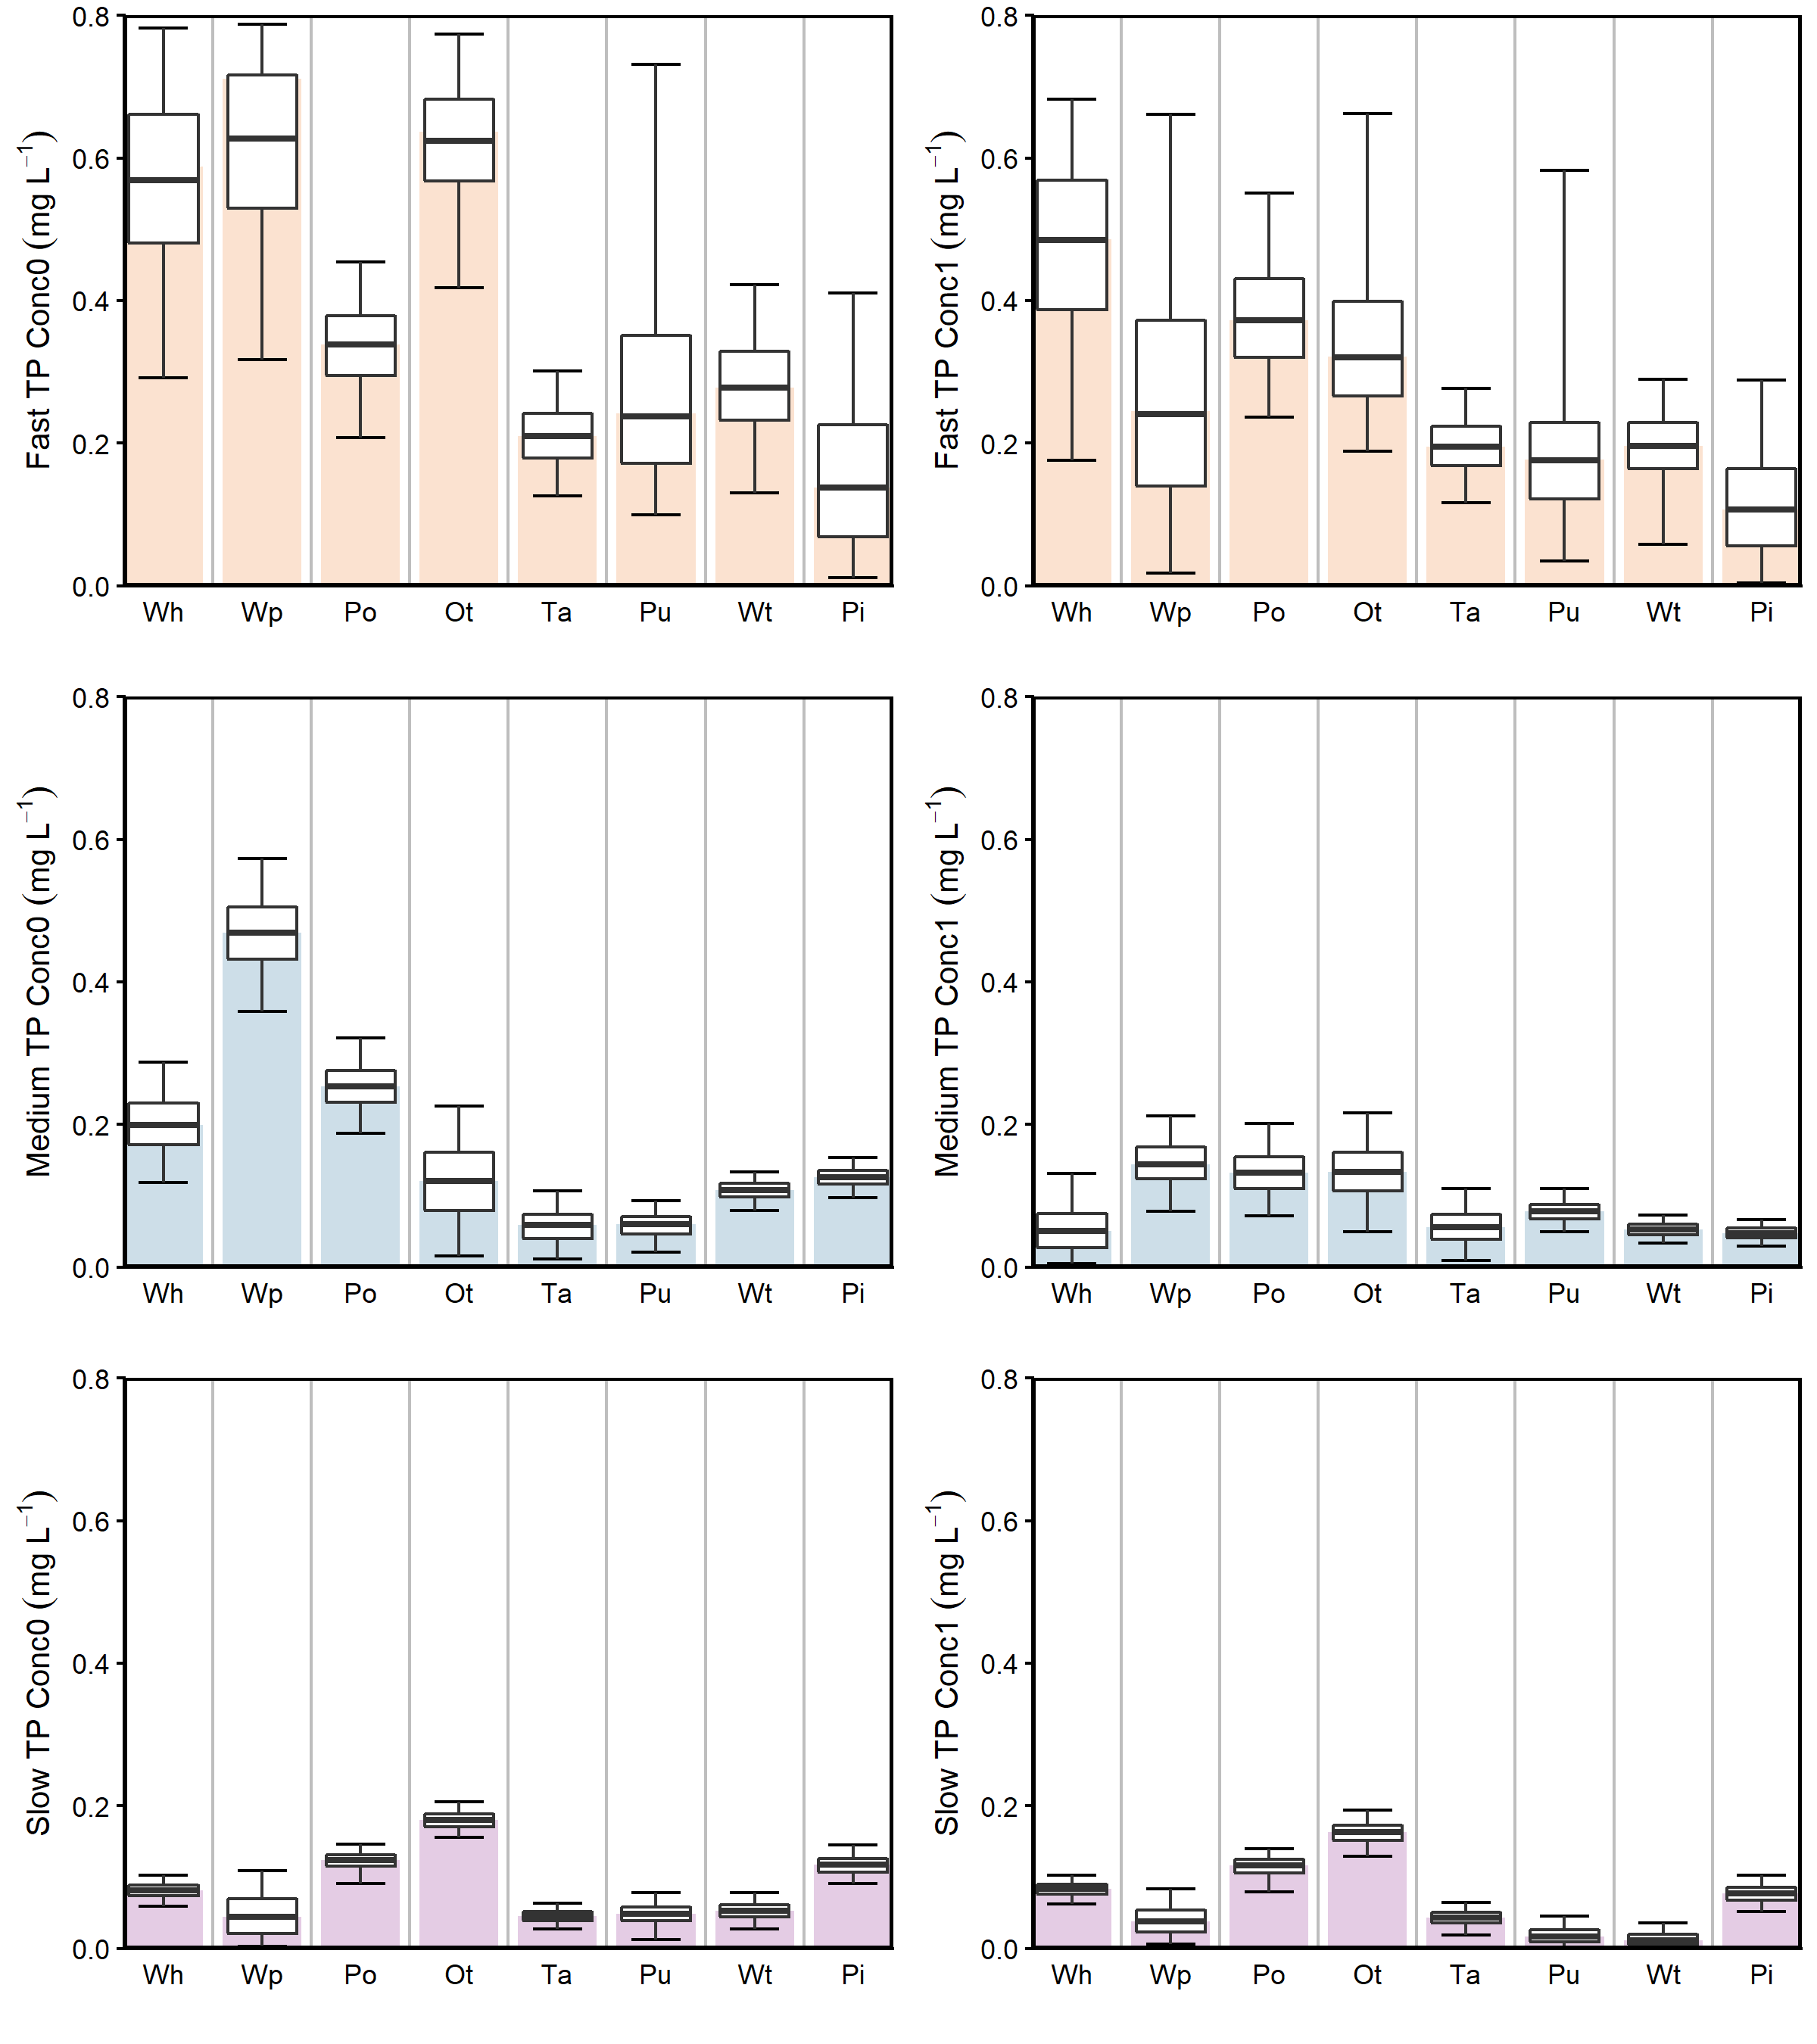 Fast TP Conc0 (mg L⁻¹)
0.8
0.6
0.4
0.2
0.0
Wh Wp Po Ot Ta Pu Wt Pi
Fast TP Conc1 (mg L⁻¹)
0.8
0.6
0.4
0.2
0.0
Wh Wp Po Ot Ta Pu Wt Pi
Medium TP Conc0 (mg L⁻¹)
0.8
0.6
0.4
0.2
0.0
Wh Wp Po Ot Ta Pu Wt Pi
Medium TP Conc1 (mg L⁻¹)
0.8
0.6
0.4
0.2
0.0
Wh Wp Po Ot Ta Pu Wt Pi
Slow TP Conc0 (mg L⁻¹)
0.8
0.6
0.4
0.2
0.0
Wh Wp Po Ot Ta Pu Wt Pi
Slow TP Conc1 (mg L⁻¹)
0.8
0.6
0.4
0.2
0.0
Wh Wp Po Ot Ta Pu Wt Pi